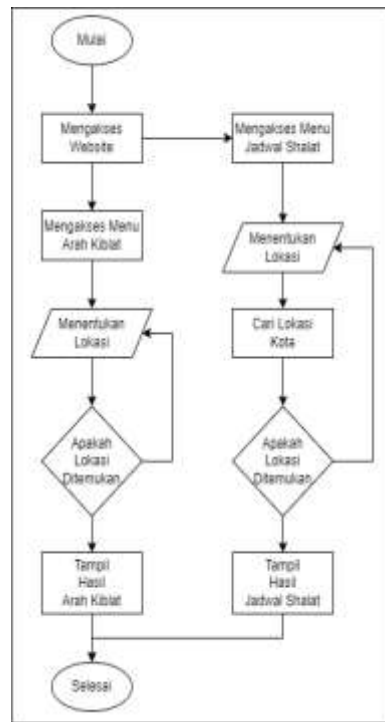 Mulai
Mengakses
Website
Mengakses Menu
Jadwal Shalat
Mengakses Menu
Arah Kiblat
Menentukan
Lokasi
Menentukan
Lokasi
Cari Lokasi
Kota
Apakah
Lokasi
Ditemukan
Apakah
Lokasi
Ditemukan
Tampil
Hasil
Arah Kiblat
Tampil
Hasil
Jadwal Shalat
Selesai